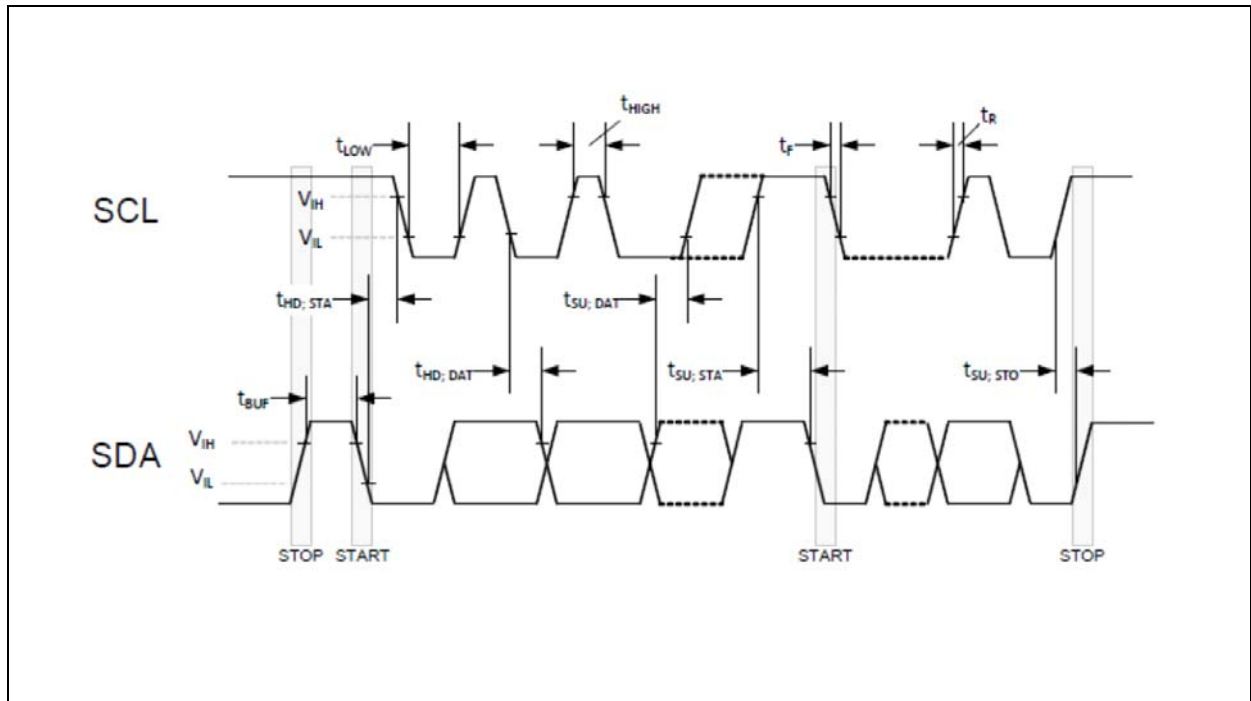 tLOW
tHIGH
tF
tR
SCL
VIH
VIL
tHD; STA
tSU; DAT
tHD; DAT
tSU; STA
tSU; STO
tBUF
SDA
VIH
VIL
STOP
START
START
STOP